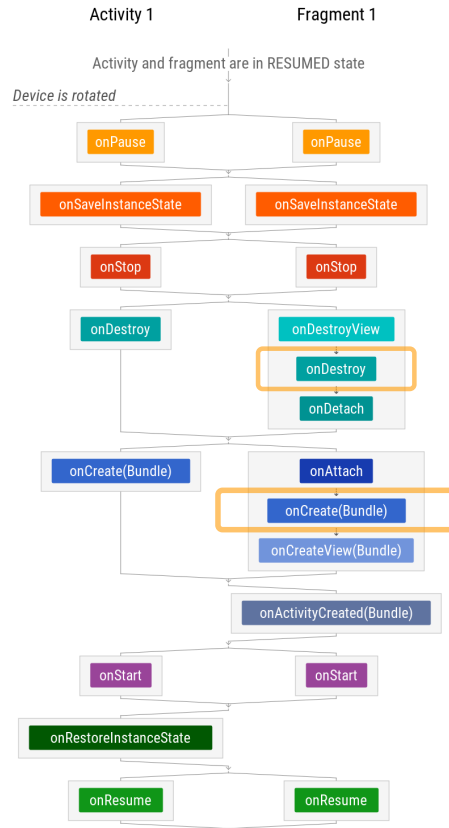 Activity 1 Fragment 1
Activity and fragment are in RESUMED state
Device is rotated
onPause onPause
onSaveInstanceState onSaveInstanceState
onStop onStop
onDestroy onDestroyView
onDestroy
onDetach
onCreate(Bundle) onAttach
onCreate(Bundle)
onCreateView(Bundle)
onActivityCreated(Bundle)
onStart onStart
onRestoreInstanceState
onResume onResume